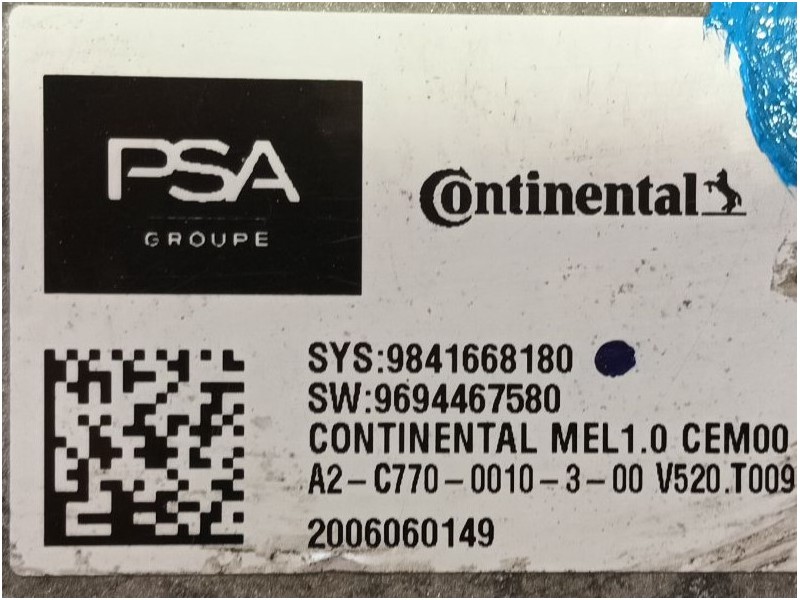 PSA
GROUPE
Continental
SYS:9841668180
SW:9694467580
CONTINENTAL MEL1.0 CEM00
A2-C770-0010-3-00 V520.T009
2006060149